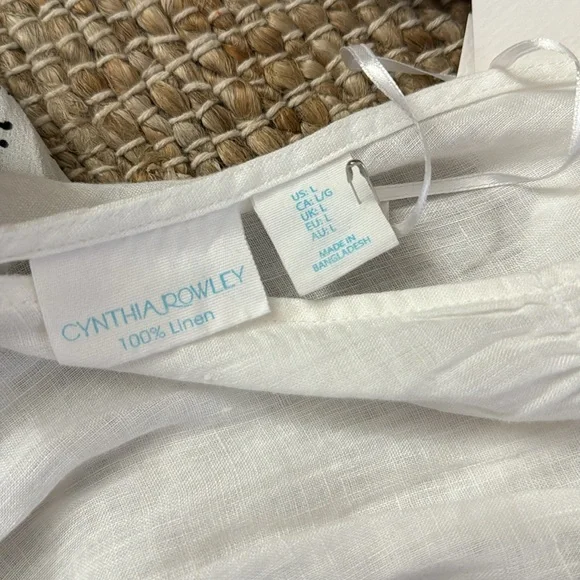 CYNTHIA ROWLEY
100% Linen
US: L
CA: L/G
UK: L
EU: L
AU: L
MADE IN
BANGLADESH